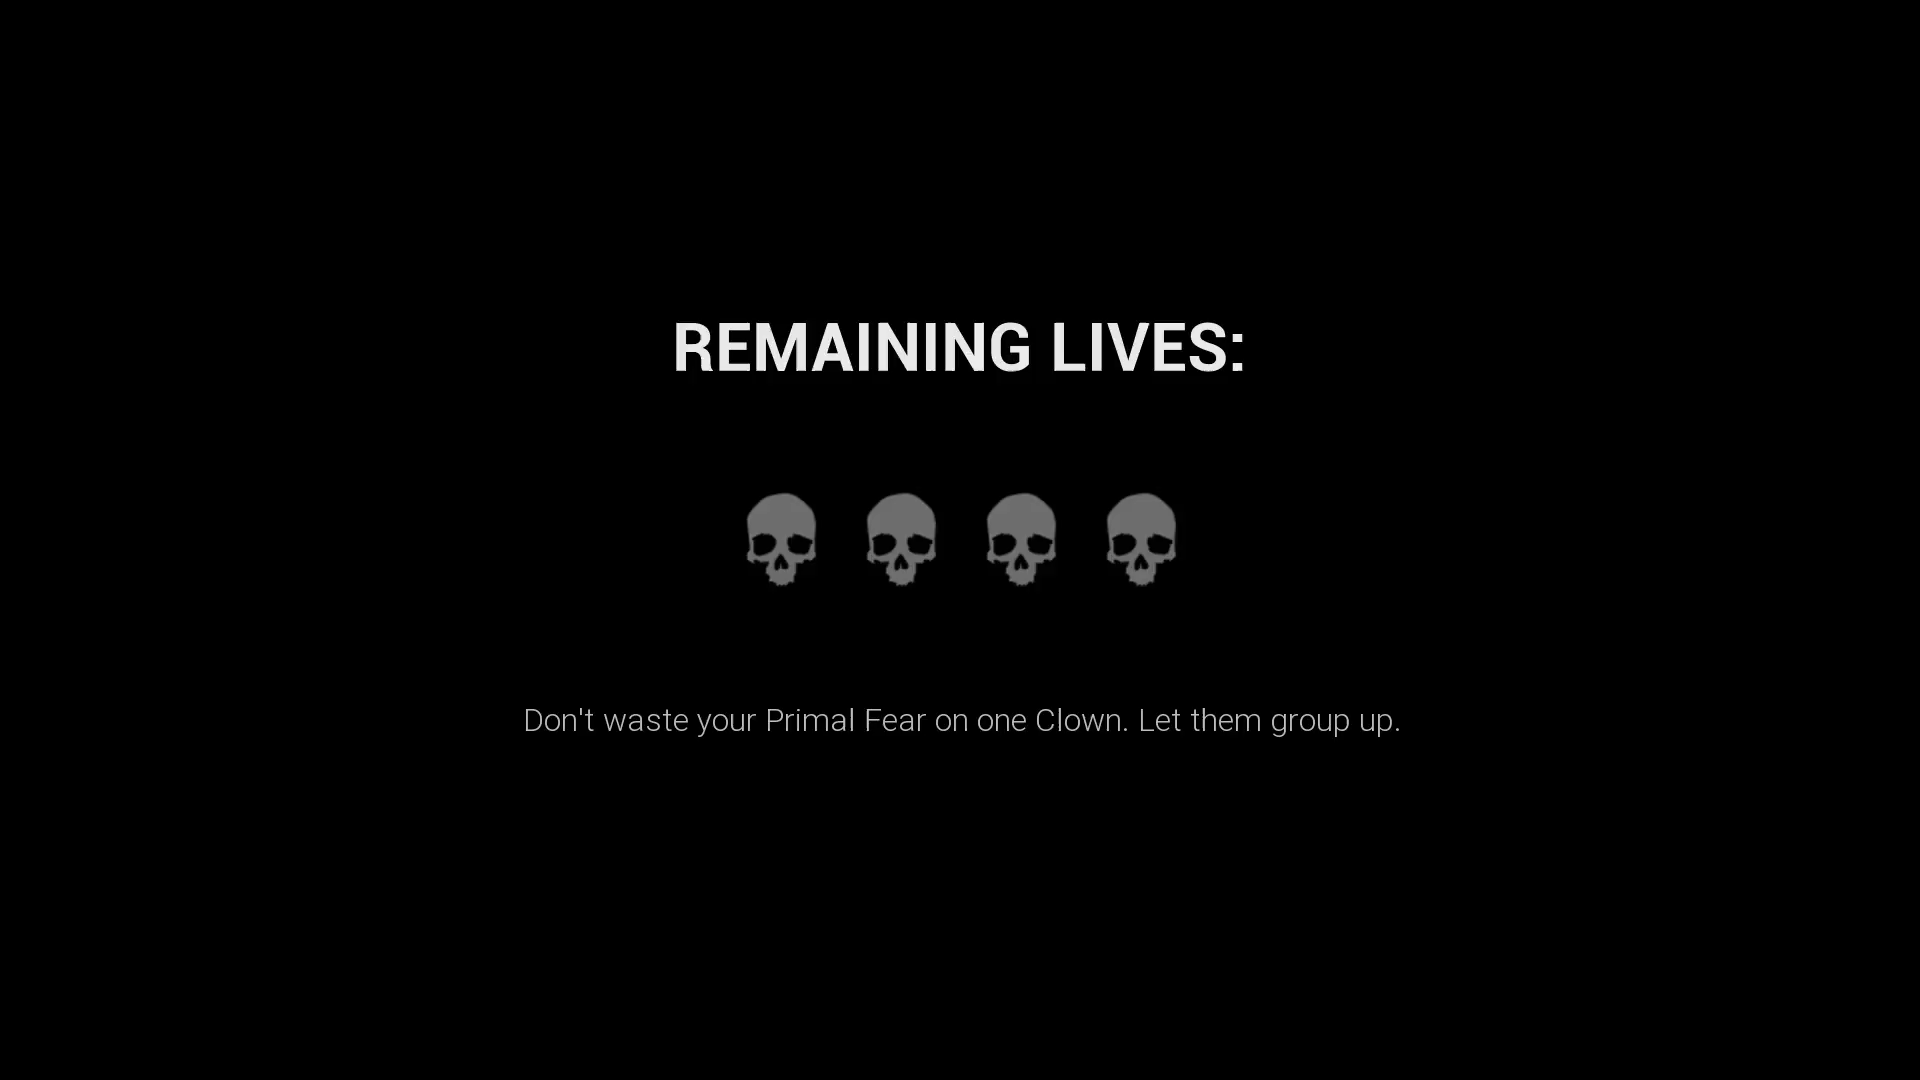 REMAINING LIVES:
Don't waste your Primal Fear on one Clown. Let them group up.